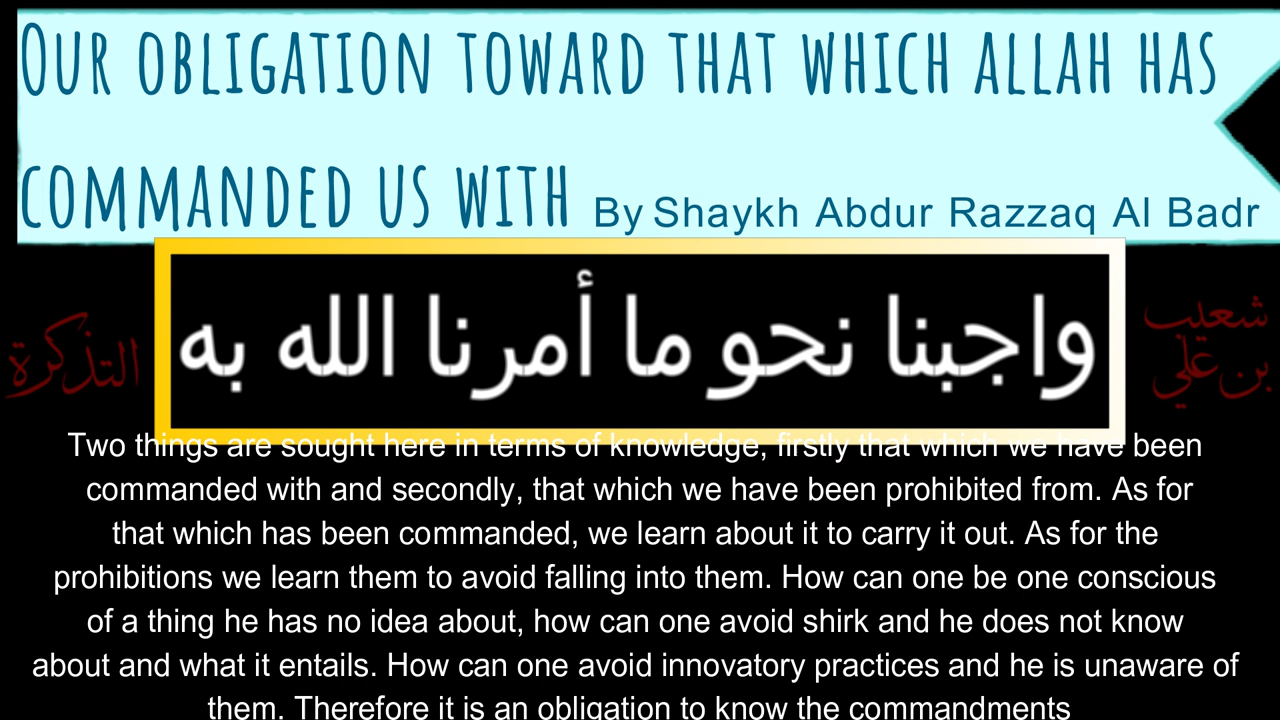 Our obligation toward that which Allah has
commanded us with By Shaykh Abdur Razzaq Al Badr
واجبنا نحو ما أمرنا الله به
شعيب
بن علي
التذكرة
Two things are sought here in terms of knowledge, firstly that which we have been
commanded with and secondly, that which we have been prohibited from. As for
that which has been commanded, we learn about it to carry it out. As for the
prohibitions we learn them to avoid falling into them. How can one be one conscious
of a thing he has no idea about, how can one avoid shirk and he does not know
about and what it entails. How can one avoid innovatory practices and he is unaware of
them. Therefore it is an obligation to know the commandments